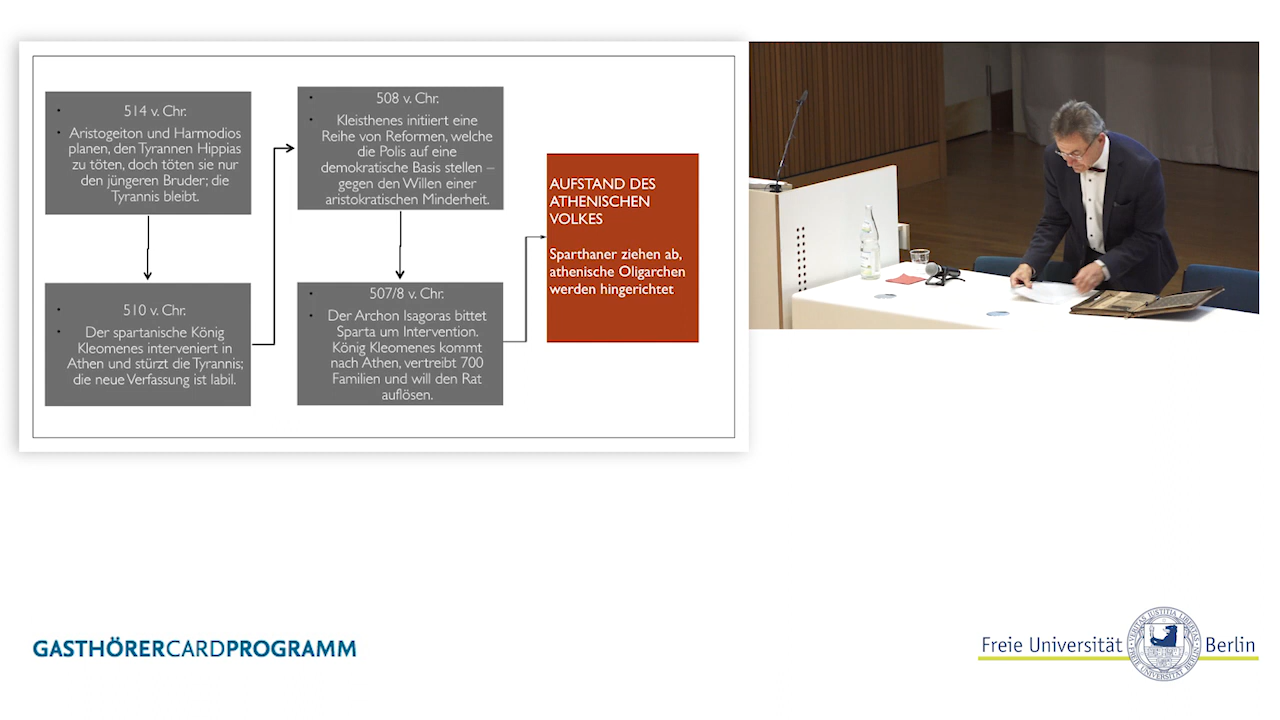 514 v. Chr.
Aristogeiton und Harmodios
planen, den Tyrannen Hippias
zu töten, doch töten sie nur
den jüngeren Bruder; die
Tyrannis bleibt.
510 v. Chr.
Der spartanische König
Kleomenes interveniert in
Athen und stürzt die Tyrannis;
die neue Verfassung ist labil.
508 v. Chr.
Kleisthenes initiiert eine
Reihe von Reformen, welche
die Polis auf eine
demokratische Basis stellen –
gegen den Willen einer
aristokratischen Minderheit.
507/8 v. Chr.
Der Archon Isagoras bittet
Sparta um Intervention.
König Kleomenes kommt
nach Athen, vertreibt 700
Familien und will den Rat
auflösen.
AUFSTAND DES
ATHENISCHEN
VOLKES
Sparthaner ziehen ab,
athenische Oligarchen
werden hingerichtet
GASTHÖRERCARDPROGRAMM
Freie Universität Berlin